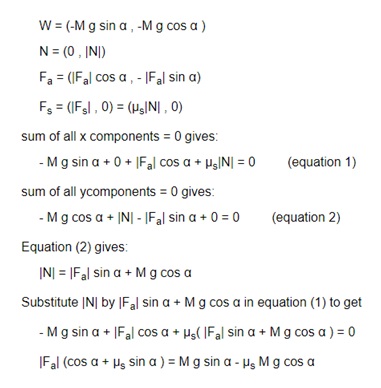 W = (-M g sin α , -M g cos α )
N = (0 , |N|)
Fₐ = (|Fₐ| cos α , - |Fₐ| sin α)
Fₛ = (|Fₛ| , 0) = (μₛ|N| , 0)
sum of all x components = 0 gives:
- M g sin α + 0 + |Fₐ| cos α + μₛ|N| = 0 (equation 1)
sum of all ycomponents = 0 gives:
- M g cos α + |N| - |Fₐ| sin α + 0 = 0 (equation 2)
Equation (2) gives:
|N| = |Fₐ| sin α + M g cos α
Substitute |N| by |Fₐ| sin α + M g cos α in equation (1) to get
- M g sin α + |Fₐ| cos α + μₛ( |Fₐ| sin α + M g cos α ) = 0
|Fₐ| (cos α + μₛ sin α ) = M g sin α - μₛ M g cos α